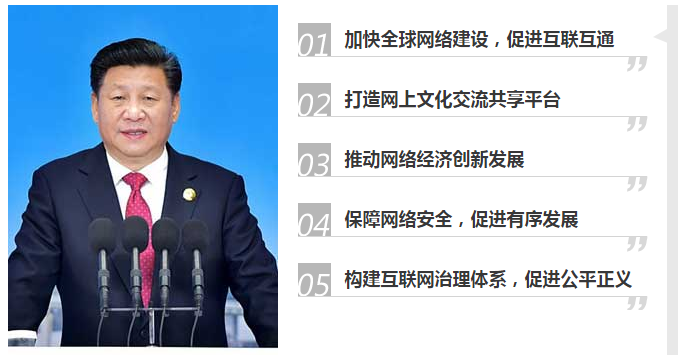 01 加快全球网络建设，促进互联互通
02 打造网上文化交流共享平台
03 推动网络经济创新发展
04 保障网络安全，促进有序发展
05 构建互联网治理体系，促进公平正义